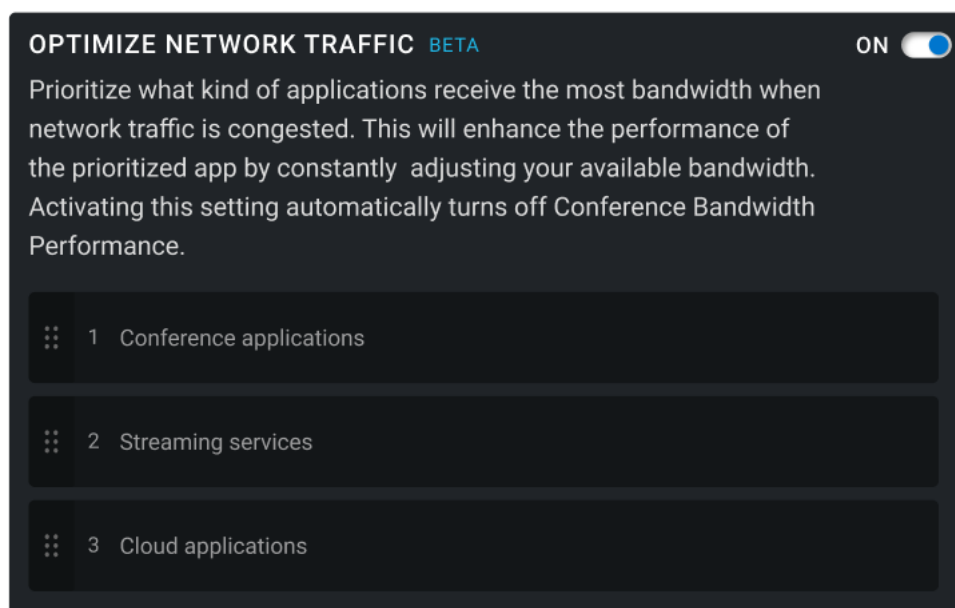 OPTIMIZE NETWORK TRAFFIC BETA ON
Prioritize what kind of applications receive the most bandwidth when
network traffic is congested. This will enhance the performance of
the prioritized app by constantly  adjusting your available bandwidth.
Activating this setting automatically turns off Conference Bandwidth
Performance.
1 Conference applications
2 Streaming services
3 Cloud applications